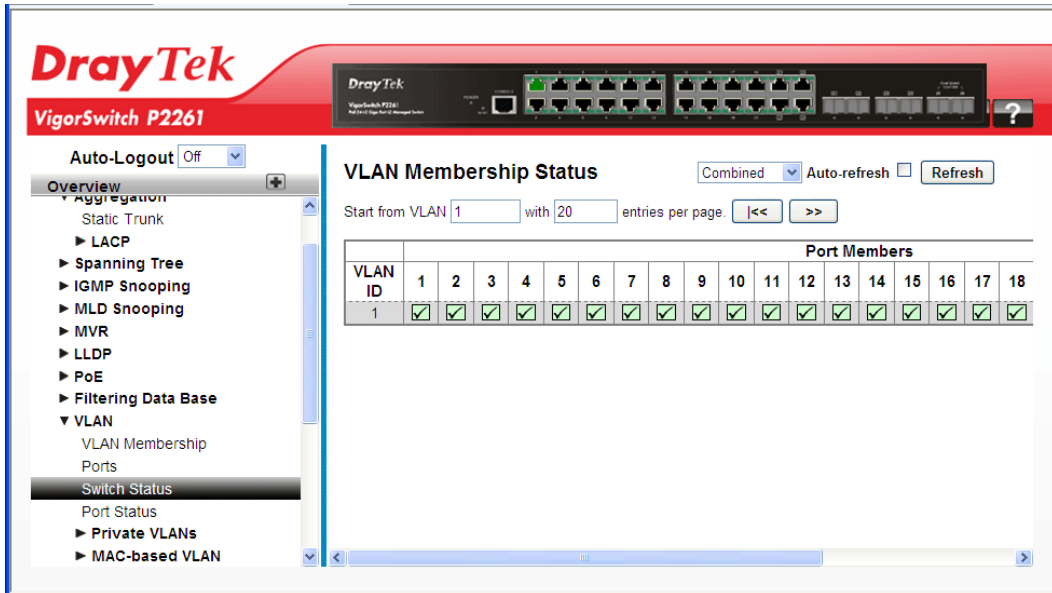 DrayTek
VigorSwitch P2261
DrayTek
VigorSwitch P2261
?
Auto-Logout Off
Overview
Aggregation
Static Trunk
LACP
Spanning Tree
IGMP Snooping
MLD Snooping
MVR
LLDP
PoE
Filtering Data Base
VLAN
VLAN Membership
Ports
Switch Status
Port Status
Private VLANs
MAC-based VLAN
VLAN Membership Status
Combined Auto-refresh Refresh
Start from VLAN 1 with 20 entries per page. |<< >>
Port Members
VLAN ID 1 2 3 4 5 6 7 8 9 10 11 12 13 14 15 16 17 18
1